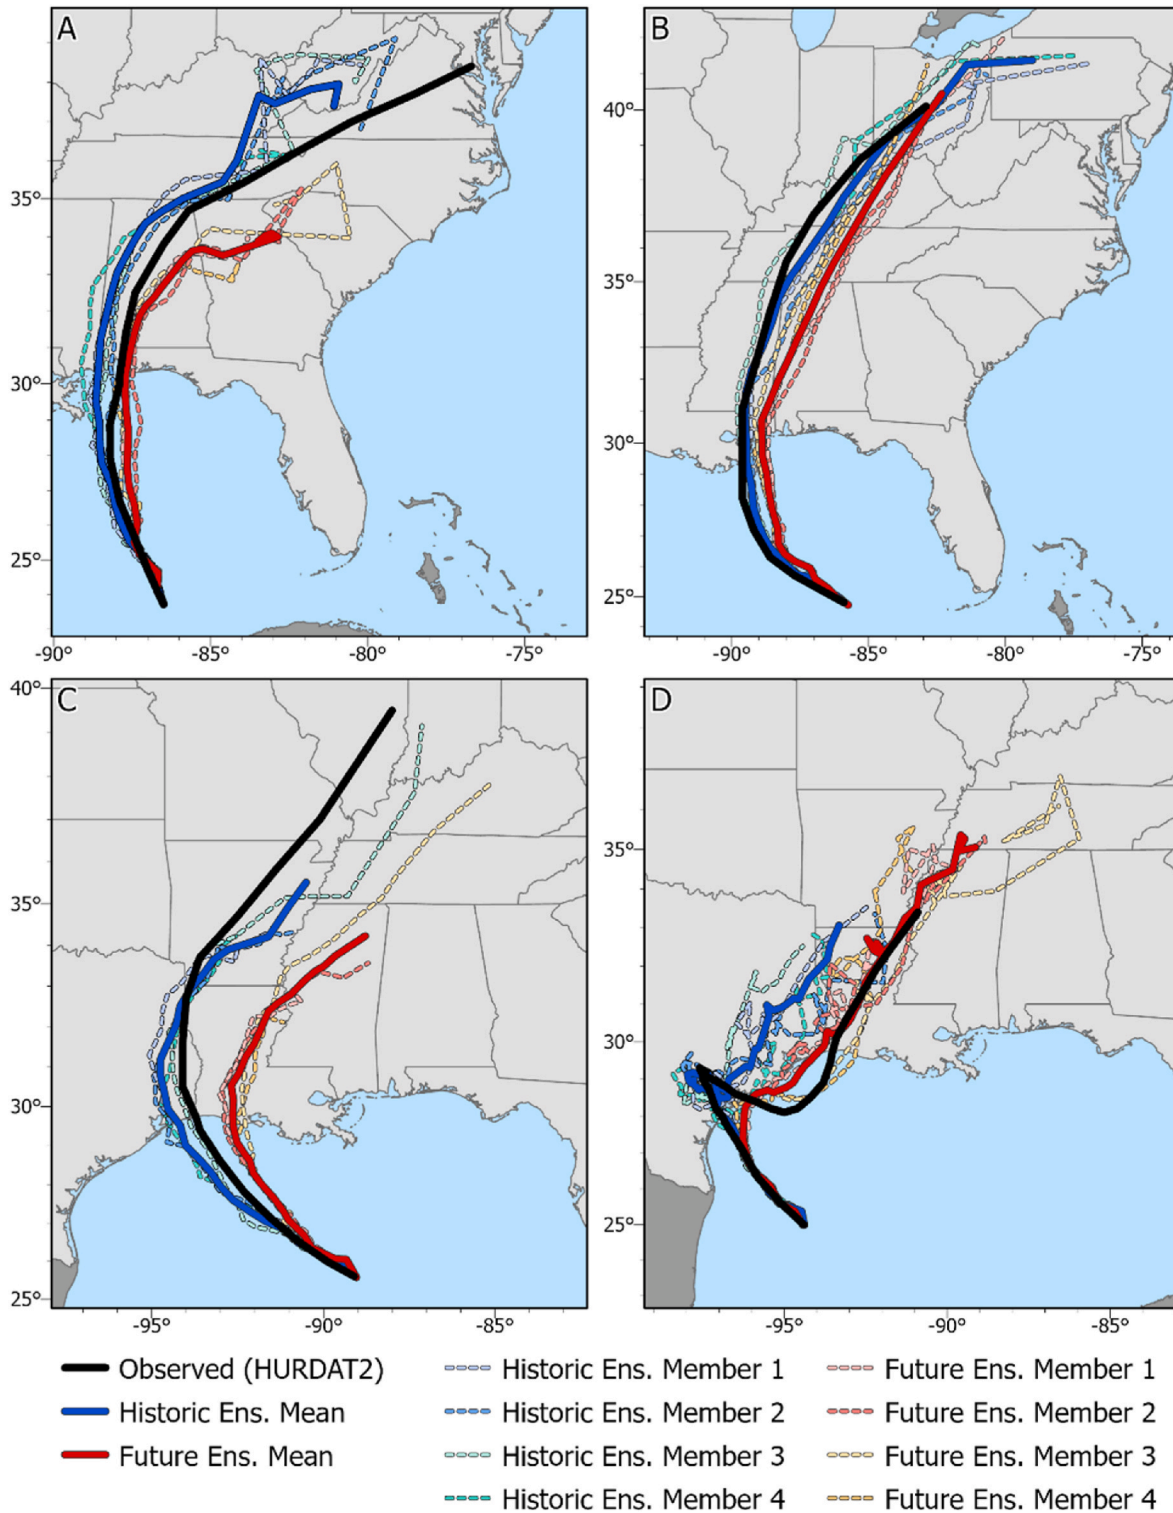 A
B
35°
30°
25°
-90°
-85°
-80°
-75°
40°
35°
30°
25°
-90°
-85°
-80°
-75°
C
D
40°
35°
30°
25°
-95°
-90°
-85°
35°
30°
25°
-95°
-90°
-85°
Observed (HURDAT2)
Historic Ens. Mean
Future Ens. Mean
Historic Ens. Member 1
Historic Ens. Member 2
Historic Ens. Member 3
Historic Ens. Member 4
Future Ens. Member 1
Future Ens. Member 2
Future Ens. Member 3
Future Ens. Member 4